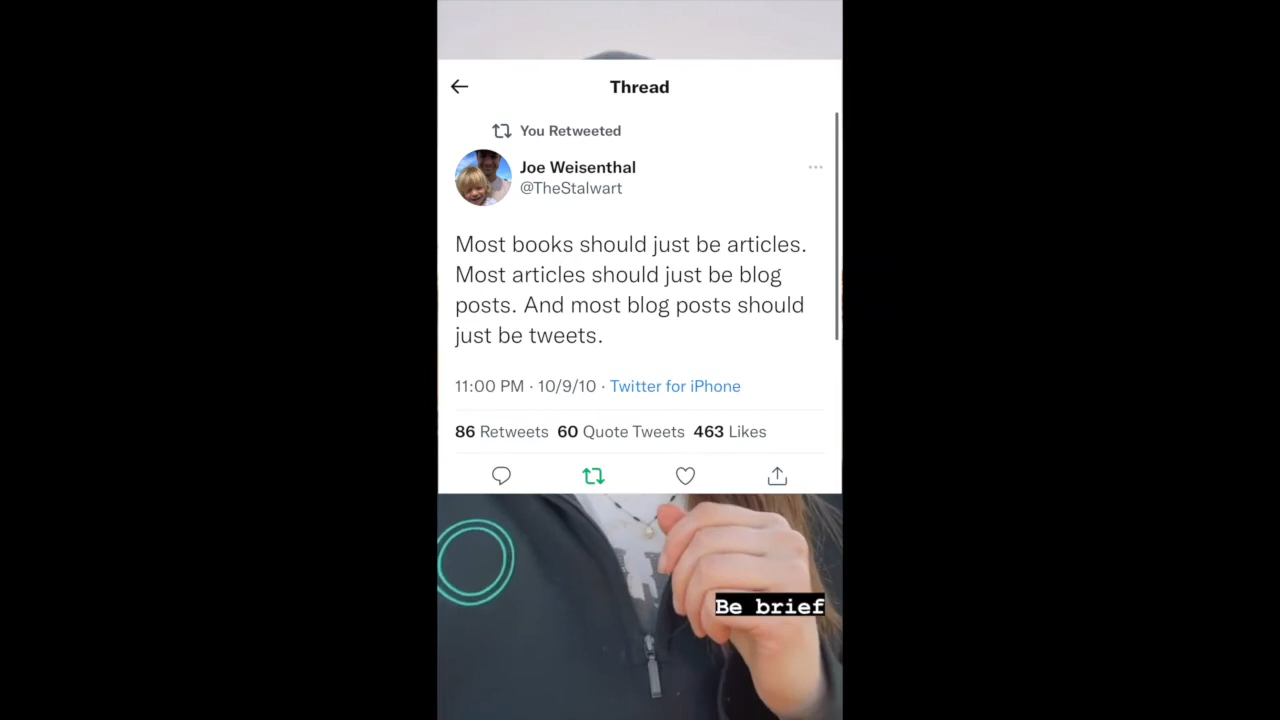 Thread
You Retweeted
Joe Weisenthal
@TheStalwart
Most books should just be articles.
Most articles should just be blog
posts. And most blog posts should
just be tweets.
11:00 PM · 10/9/10 · Twitter for iPhone
86 Retweets 60 Quote Tweets 463 Likes
Be brief